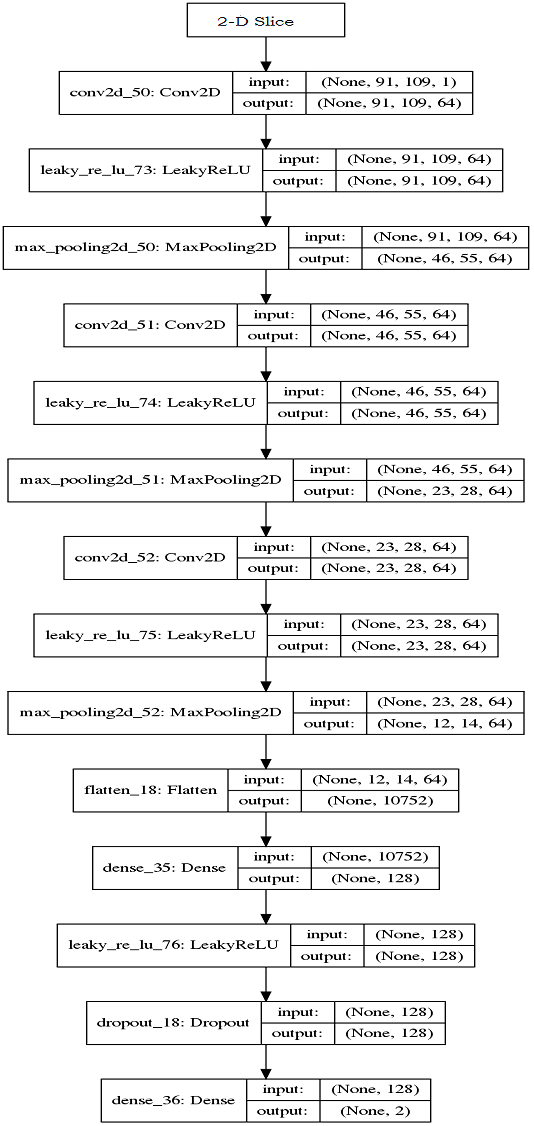 2-D Slice
conv2d_50: Conv2D
input: (None, 91, 109, 1)
output: (None, 91, 109, 64)
leaky_re_lu_73: LeakyReLU
input: (None, 91, 109, 64)
output: (None, 91, 109, 64)
max_pooling2d_50: MaxPooling2D
input: (None, 91, 109, 64)
output: (None, 46, 55, 64)
conv2d_51: Conv2D
input: (None, 46, 55, 64)
output: (None, 46, 55, 64)
leaky_re_lu_74: LeakyReLU
input: (None, 46, 55, 64)
output: (None, 46, 55, 64)
max_pooling2d_51: MaxPooling2D
input: (None, 46, 55, 64)
output: (None, 23, 28, 64)
conv2d_52: Conv2D
input: (None, 23, 28, 64)
output: (None, 23, 28, 64)
leaky_re_lu_75: LeakyReLU
input: (None, 23, 28, 64)
output: (None, 23, 28, 64)
max_pooling2d_52: MaxPooling2D
input: (None, 23, 28, 64)
output: (None, 12, 14, 64)
flatten_18: Flatten
input: (None, 12, 14, 64)
output: (None, 10752)
dense_35: Dense
input: (None, 10752)
output: (None, 128)
leaky_re_lu_76: LeakyReLU
input: (None, 128)
output: (None, 128)
dropout_18: Dropout
input: (None, 128)
output: (None, 128)
dense_36: Dense
input: (None, 128)
output: (None, 2)